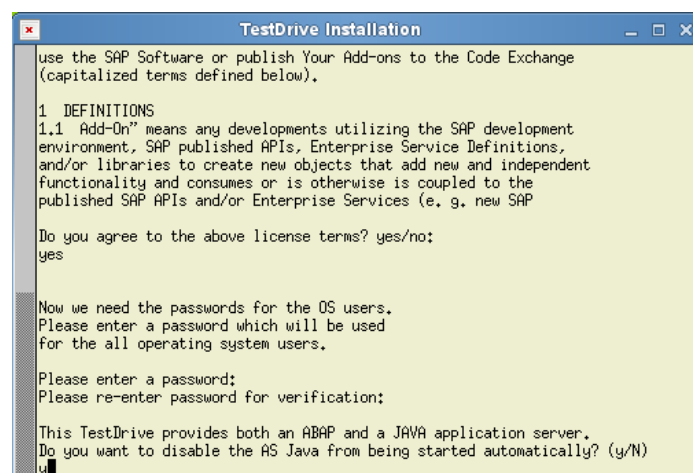 TestDrive Installation
use the SAP Software or publish Your Add-ons to the Code Exchange
(capitalized terms defined below).
1  DEFINITIONS
1.1  Add-On” means any developments utilizing the SAP development
environment, SAP published APIs, Enterprise Service Definitions,
and/or libraries to create new objects that add new and independent
functionality and consumes or is otherwise is coupled to the
published SAP APIs and/or Enterprise Services (e. g. new SAP
Do you agree to the above license terms? yes/no:
yes
Now we need the passwords for the OS users.
Please enter a password which will be used
for the all operating system users.
Please enter a password:
Please re-enter password for verification:
This TestDrive provides both an ABAP and a JAVA application server.
Do you want to disable the AS Java from being started automatically? (y/N)
y